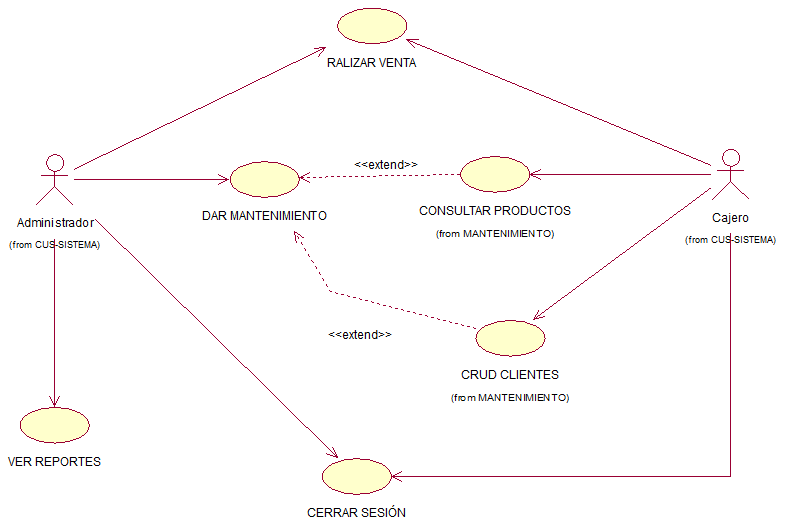 RALIZAR VENTA
<<extend>>
DAR MANTENIMIENTO
CONSULTAR PRODUCTOS
(from MANTENIMIENTO)
Administrador
(from CUS-SISTEMA)
Cajero
(from CUS-SISTEMA)
<<extend>>
CRUD CLIENTES
(from MANTENIMIENTO)
VER REPORTES
CERRAR SESIÓN